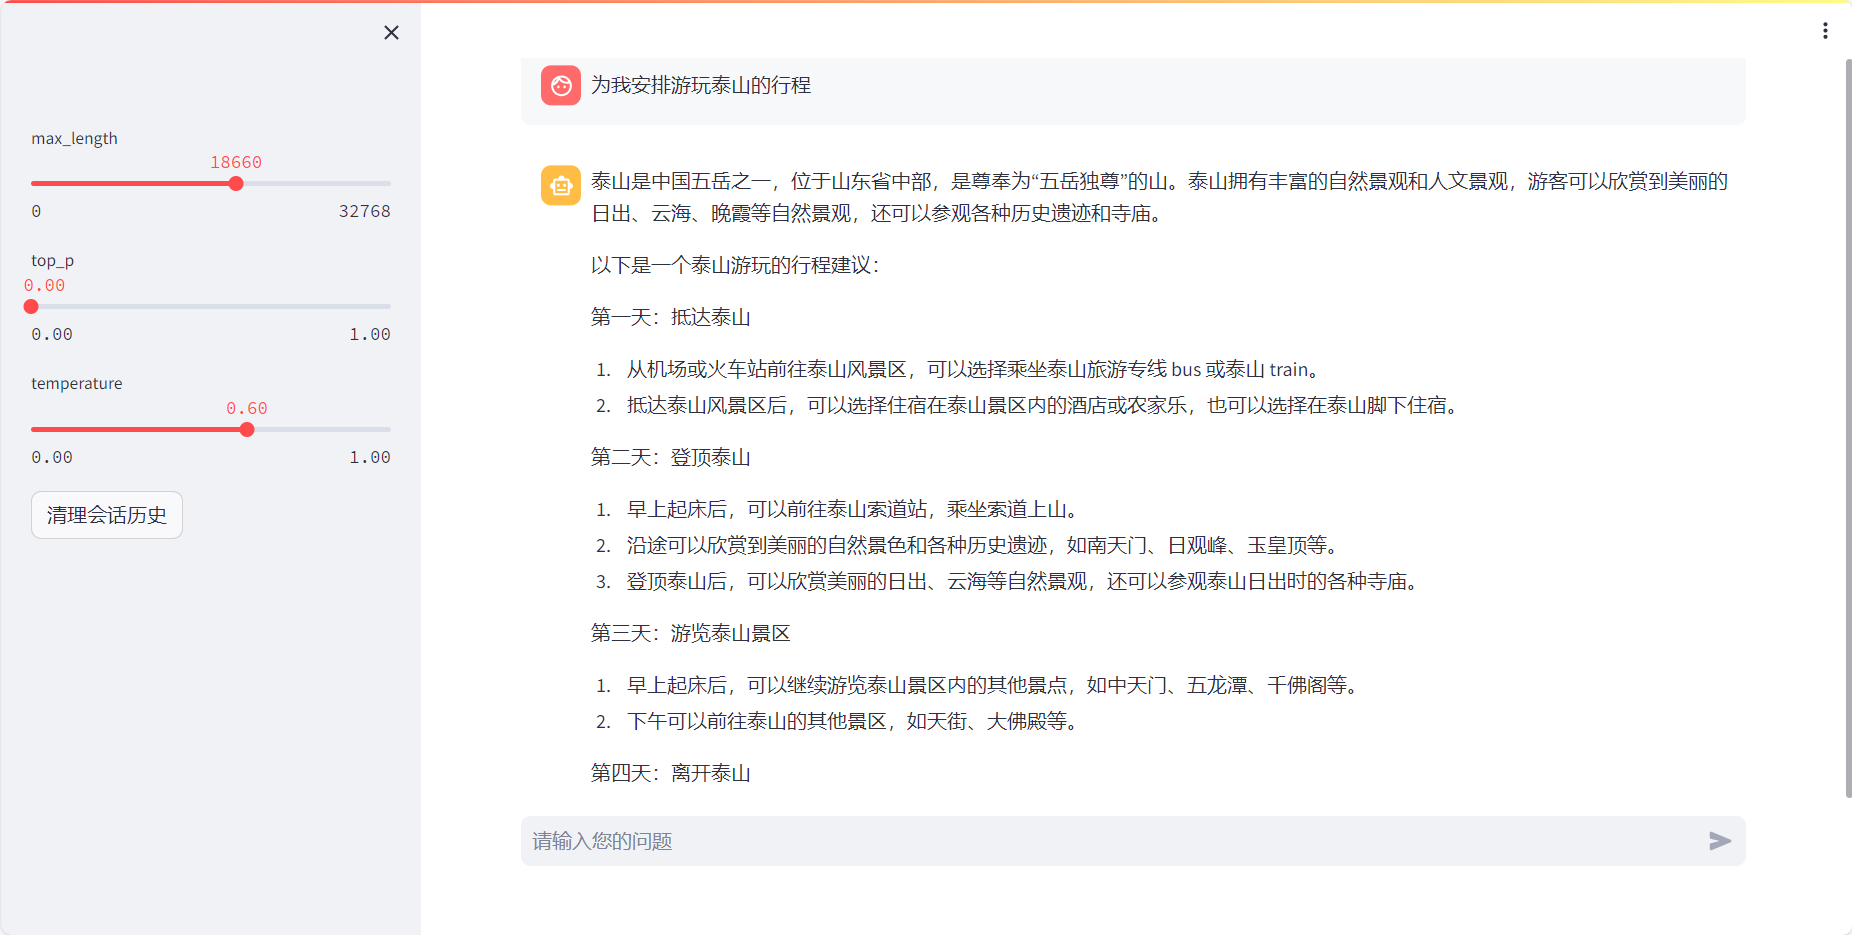 max_length
18660
0 32768
top_p
0.00
0.00 1.00
temperature
0.60
0.00 1.00
清理会话历史
为我安排游玩泰山的行程
泰山是中国五岳之一，位于山东省中部，是尊奉为“五岳独尊”的山。泰山拥有丰富的自然景观和人文景观，游客可以欣赏到美丽的
日出、云海、晚霞等自然景观，还可以参观各种历史遗迹和寺庙。
以下是一个泰山游玩的行程建议：
第一天：抵达泰山
1. 从机场或火车站前往泰山风景区，可以选择乘坐泰山旅游专线 bus 或泰山 train。
2. 抵达泰山风景区后，可以选择住宿在泰山景区内的酒店或农家乐，也可以选择在泰山脚下住宿。
第二天：登顶泰山
1. 早上起床后，可以前往泰山索道站，乘坐索道上山。
2. 沿途可以欣赏到美丽的自然景色和各种历史遗迹，如南天门、日观峰、玉皇顶等。
3. 登顶泰山后，可以欣赏美丽的日出、云海等自然景观，还可以参观泰山日出时的各种寺庙。
第三天：游览泰山景区
1. 早上起床后，可以继续游览泰山景区内的其他景点，如中天门、五龙潭、千佛阁等。
2. 下午可以前往泰山的其他景区，如天街、大佛殿等。
第四天：离开泰山
请输入您的问题